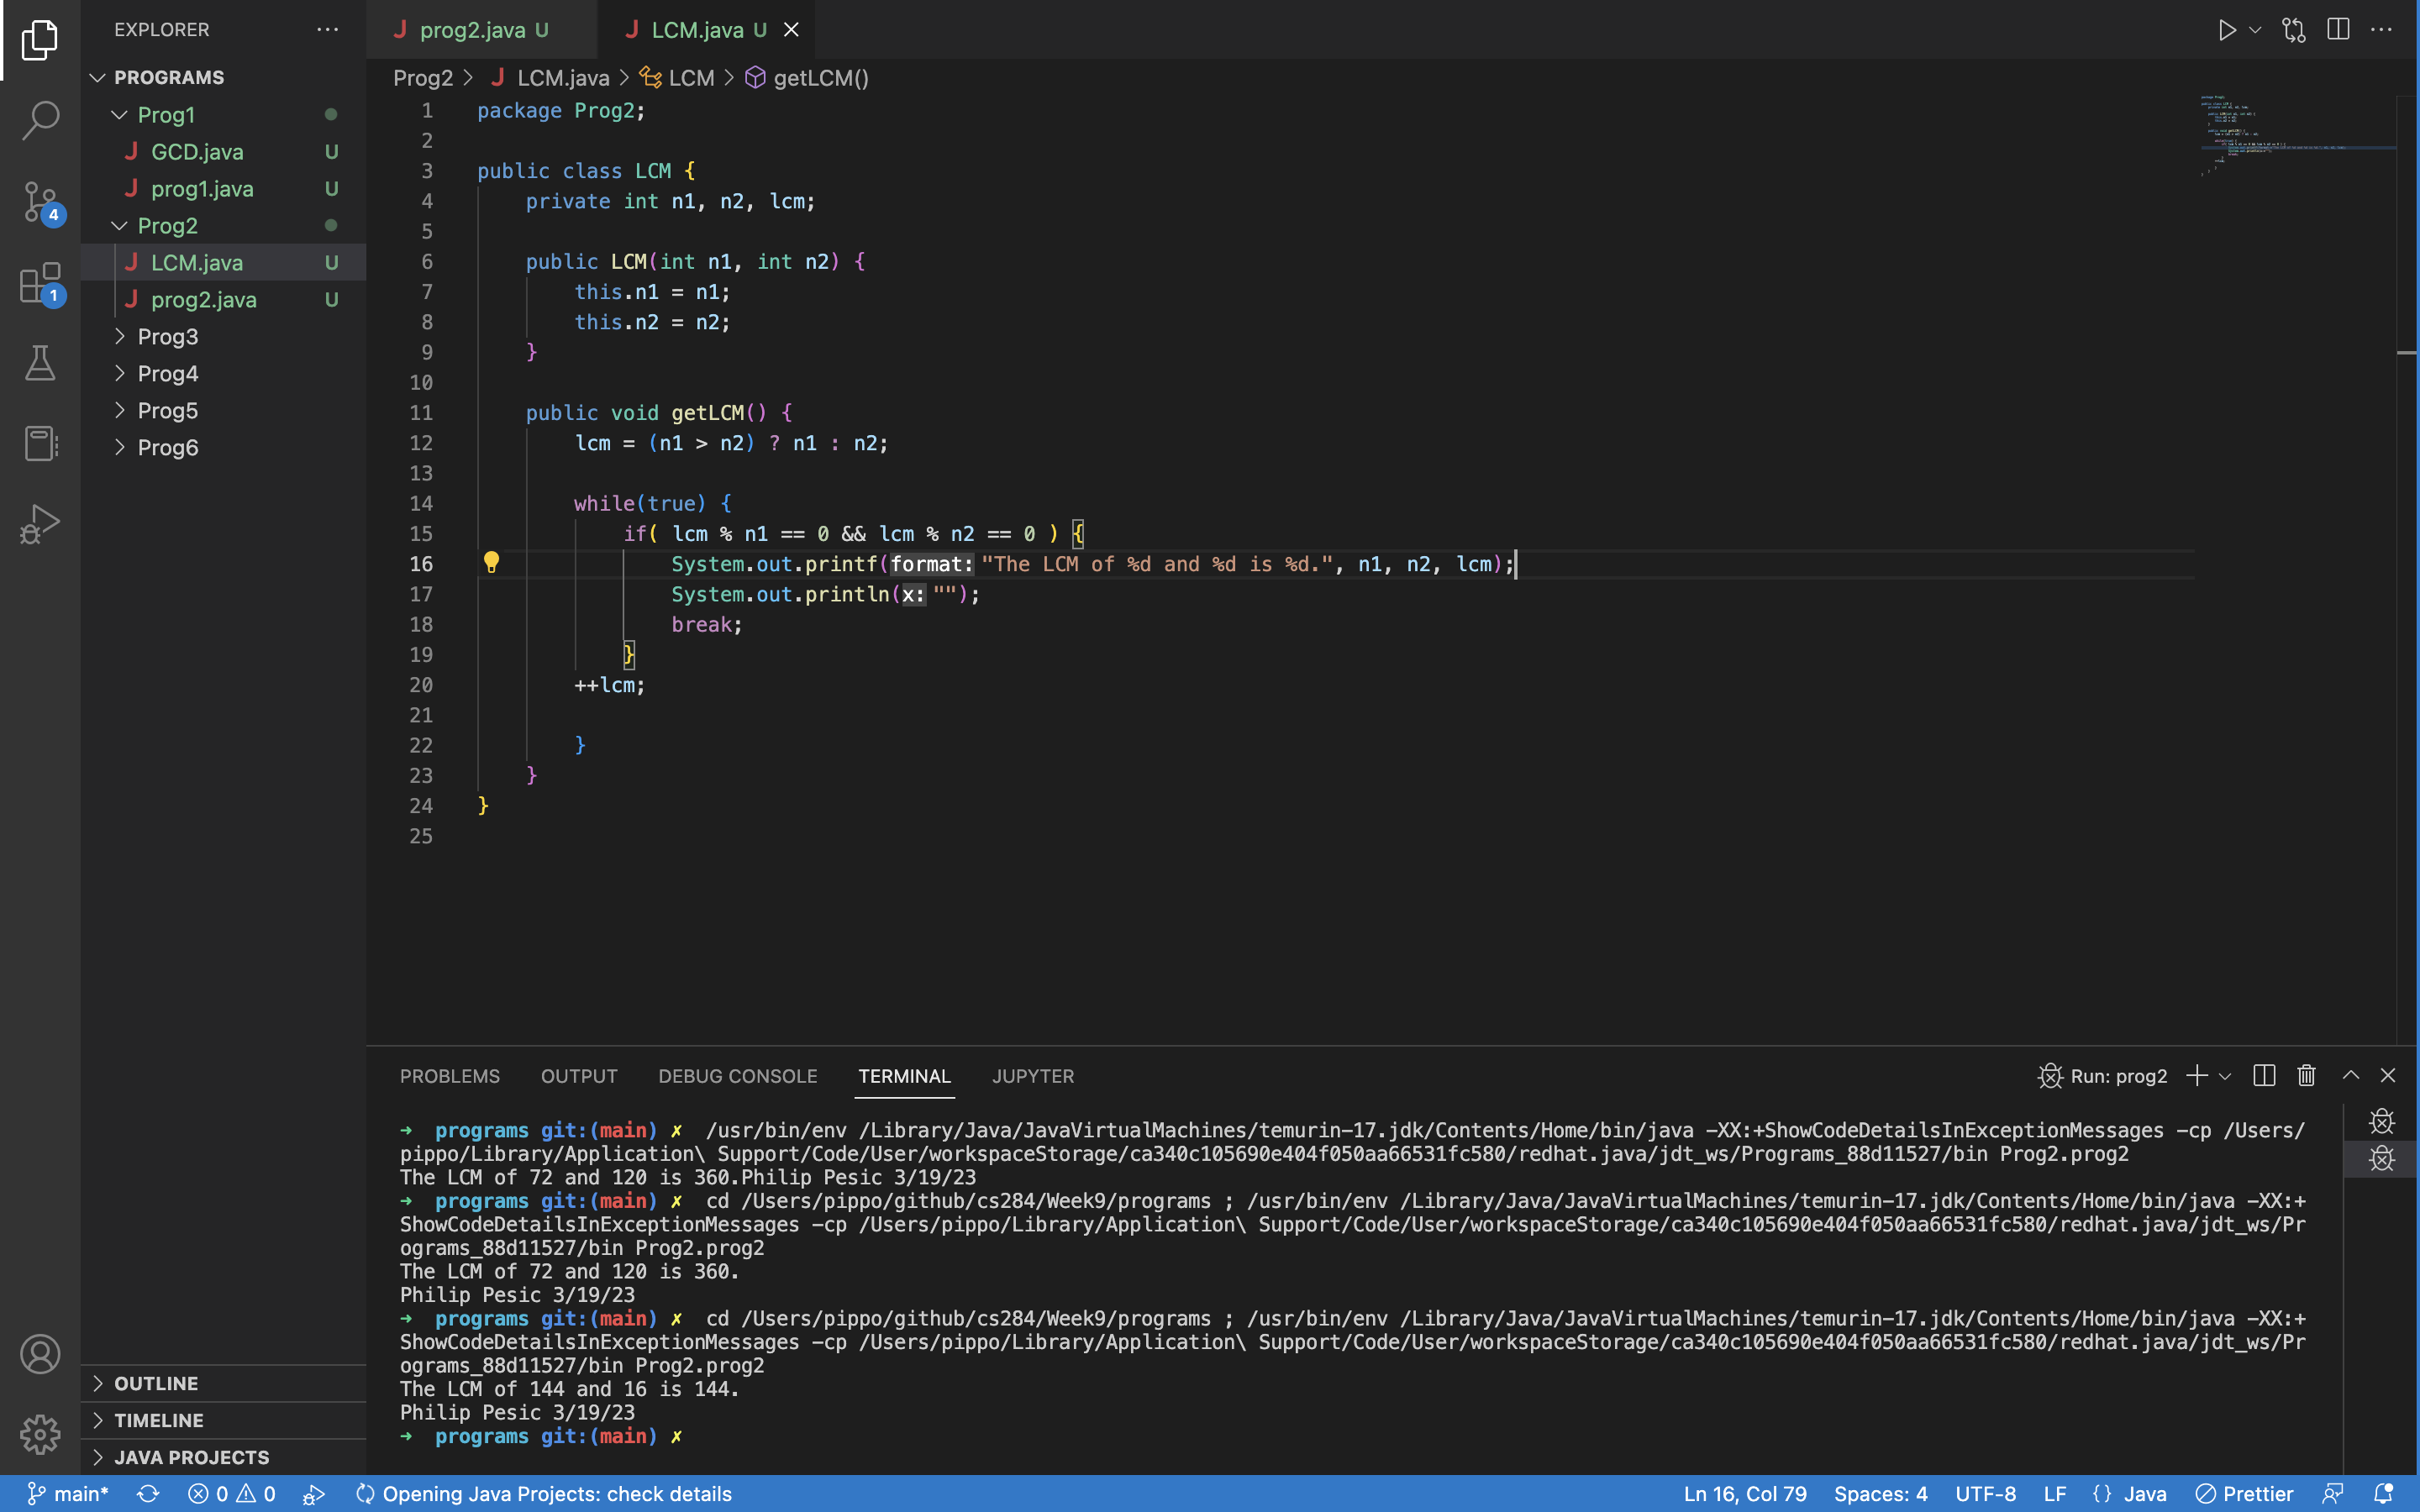 EXPLORER
PROGRAMS
Prog1
GCD.java U
prog1.java U
Prog2
LCM.java U
prog2.java U
Prog3
Prog4
Prog5
Prog6
OUTLINE
TIMELINE
JAVA PROJECTS
4
1
prog2.java U
LCM.java U
Prog2 > LCM.java > LCM > getLCM()
1 package Prog2;
2
3 public class LCM {
4 private int n1, n2, lcm;
5
6 public LCM(int n1, int n2) {
7 this.n1 = n1;
8 this.n2 = n2;
9 }
10
11 public void getLCM() {
12 lcm = (n1 > n2) ? n1 : n2;
13
14 while(true) {
15 if( lcm % n1 == 0 && lcm % n2 == 0 ) {
16 System.out.printf(format: "The LCM of %d and %d is %d.", n1, n2, lcm);
17 System.out.println(x: "");
18 break;
19 }
20 ++lcm;
21
22 }
23 }
24 }
25
PROBLEMS OUTPUT DEBUG CONSOLE TERMINAL JUPYTER
Run: prog2
➜ programs git:(main) ✗ /usr/bin/env /Library/Java/JavaVirtualMachines/temurin-17.jdk/Contents/Home/bin/java -XX:+ShowCodeDetailsInExceptionMessages -cp /Users/
pippo/Library/Application\ Support/Code/User/workspaceStorage/ca340c105690e404f050aa66531fc580/redhat.java/jdt_ws/Programs_88d11527/bin Prog2.prog2
The LCM of 72 and 120 is 360.Philip Pesic 3/19/23
➜ programs git:(main) ✗ cd /Users/pippo/github/cs284/Week9/programs ; /usr/bin/env /Library/Java/JavaVirtualMachines/temurin-17.jdk/Contents/Home/bin/java -XX:+
ShowCodeDetailsInExceptionMessages -cp /Users/pippo/Library/Application\ Support/Code/User/workspaceStorage/ca340c105690e404f050aa66531fc580/redhat.java/jdt_ws/Pr
ograms_88d11527/bin Prog2.prog2
The LCM of 72 and 120 is 360.
Philip Pesic 3/19/23
➜ programs git:(main) ✗ cd /Users/pippo/github/cs284/Week9/programs ; /usr/bin/env /Library/Java/JavaVirtualMachines/temurin-17.jdk/Contents/Home/bin/java -XX:+
ShowCodeDetailsInExceptionMessages -cp /Users/pippo/Library/Application\ Support/Code/User/workspaceStorage/ca340c105690e404f050aa66531fc580/redhat.java/jdt_ws/Pr
ograms_88d11527/bin Prog2.prog2
The LCM of 144 and 16 is 144.
Philip Pesic 3/19/23
➜ programs git:(main) ✗
main* 0 0 Opening Java Projects: check details Ln 16, Col 79 Spaces: 4 UTF-8 LF {} Java Prettier